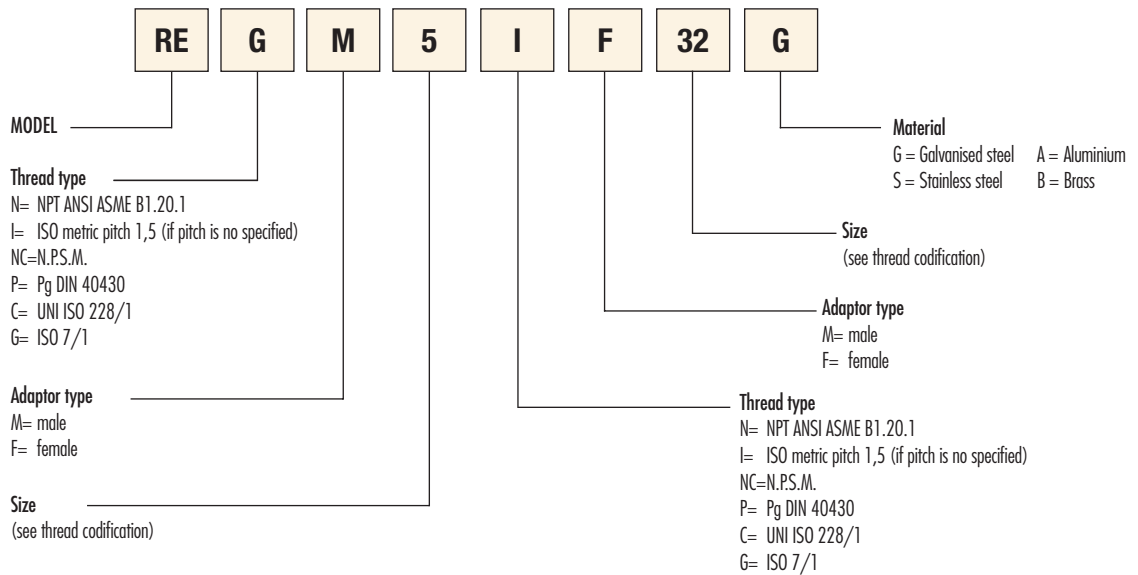 RE G M 5 I F 32 G
MODEL
Thread type
N= NPT ANSI ASME B1.20.1
I= ISO metric pitch 1,5 (if pitch is no specified)
NC=N.P.S.M.
P= Pg DIN 40430
C= UNI ISO 228/1
G= ISO 7/1
Adaptor type
M= male
F= female
Size
(see thread codification)
Material
G = Galvanised steel A = Aluminium
S = Stainless steel B = Brass
Size
(see thread codification)
Adaptor type
M= male
F= female
Thread type
N= NPT ANSI ASME B1.20.1
I= ISO metric pitch 1,5 (if pitch is no specified)
NC=N.P.S.M.
P= Pg DIN 40430
C= UNI ISO 228/1
G= ISO 7/1